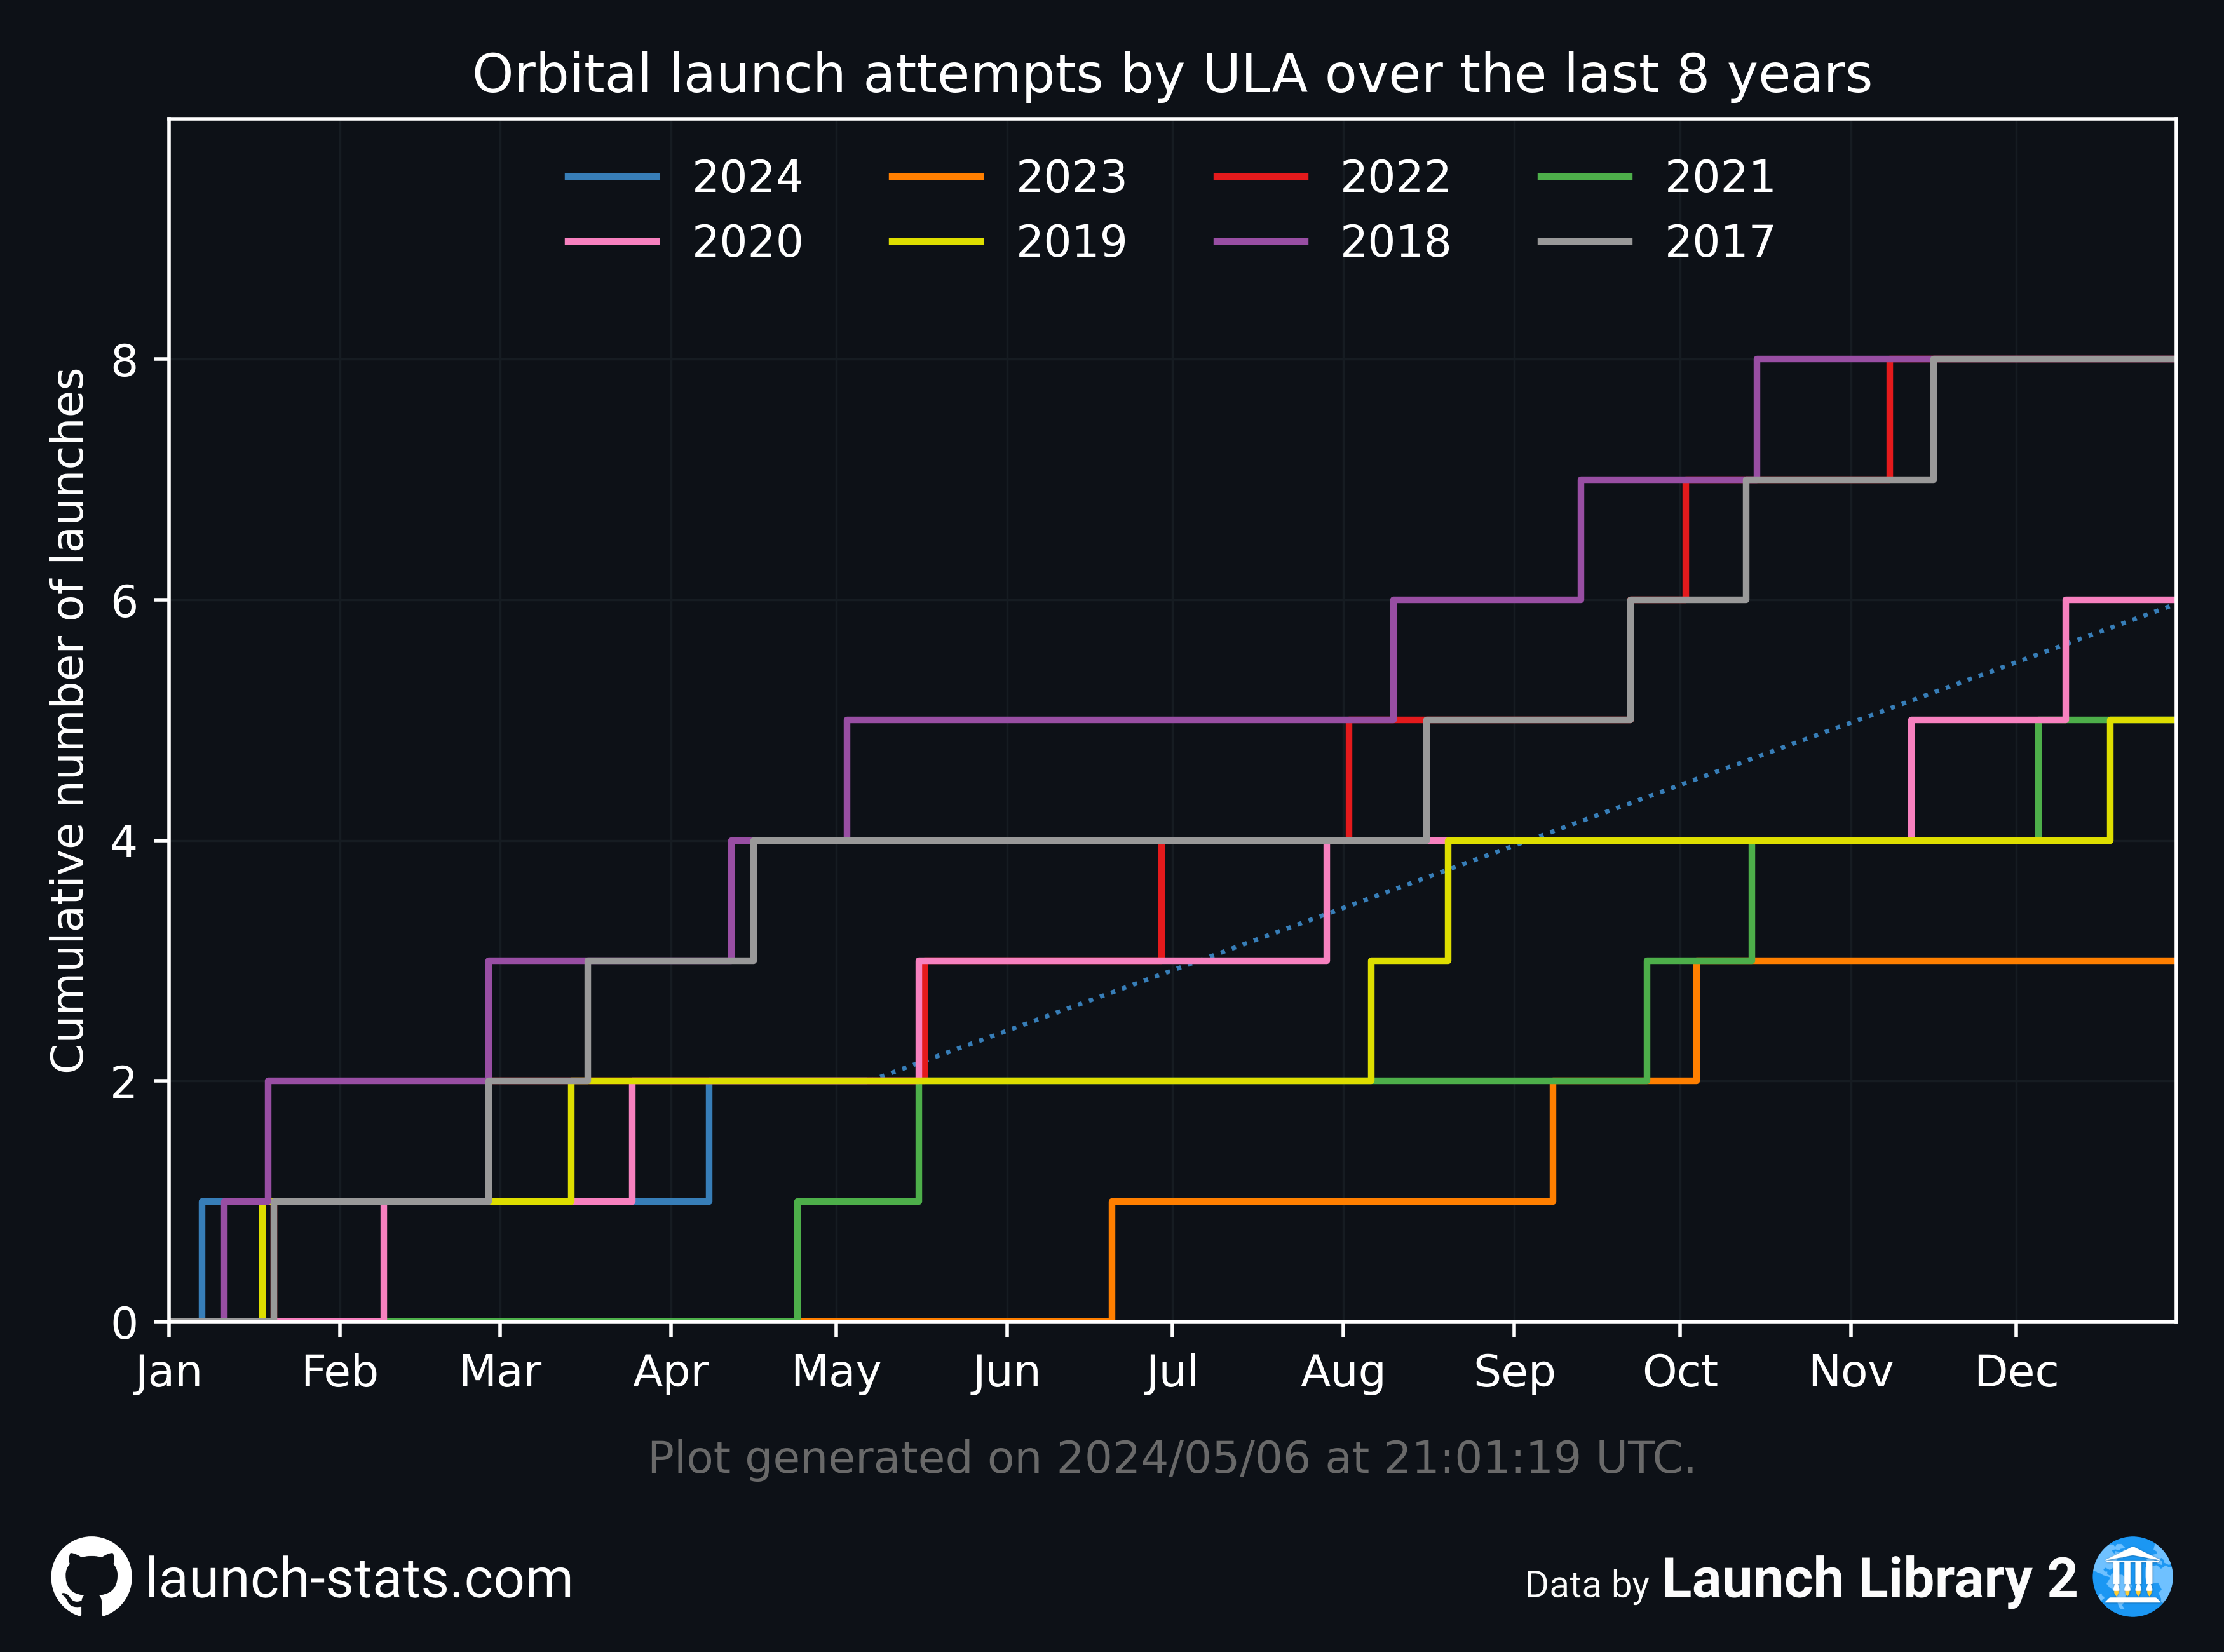 Orbital launch attempts by ULA over the last 8 years
2024 2023 2022 2021
2020 2019 2018 2017
Cumulative number of launches
8
6
4
2
0
Jan Feb Mar Apr May Jun Jul Aug Sep Oct Nov Dec
Plot generated on 2024/05/06 at 21:01:19 UTC.
launch-stats.com
Data by Launch Library 2